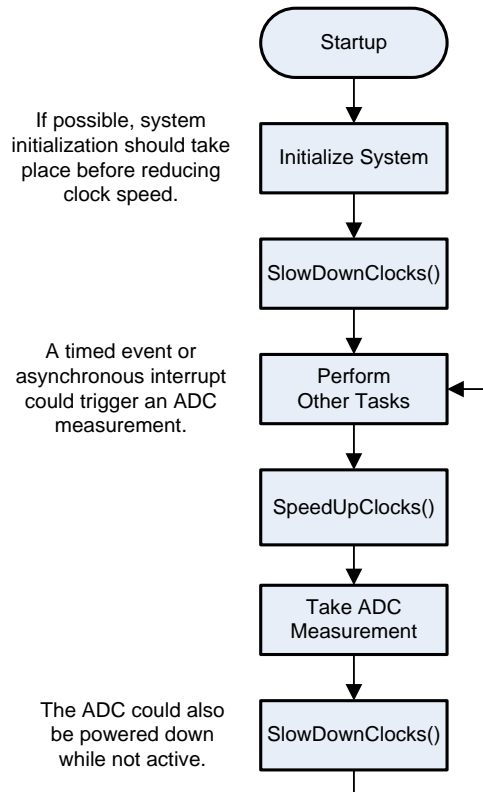 Startup
If possible, system
initialization should take
place before reducing
clock speed.
Initialize System
SlowDownClocks()
A timed event or
asynchronous interrupt
could trigger an ADC
measurement.
Perform
Other Tasks
SpeedUpClocks()
Take ADC
Measurement
The ADC could also
be powered down
while not active.
SlowDownClocks()